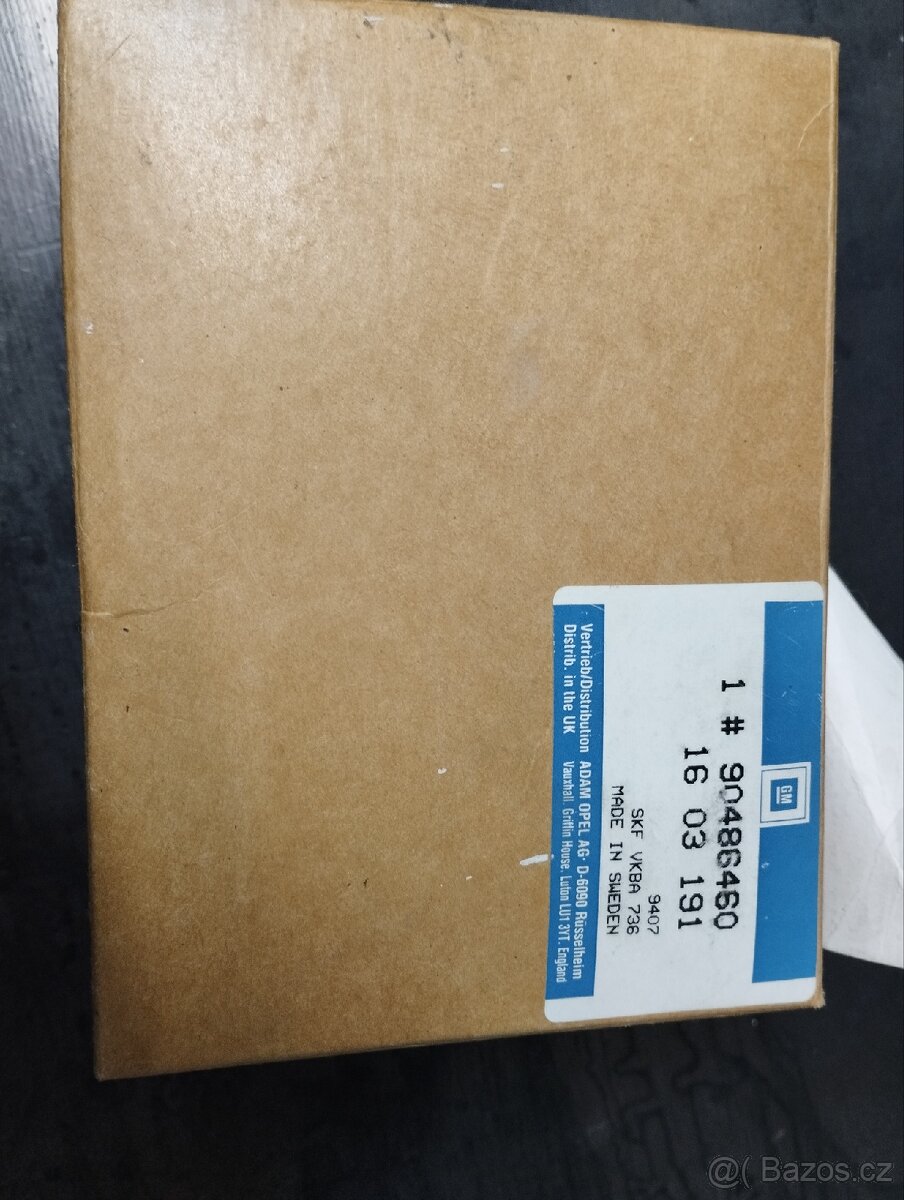 GM
1 # 90486460
16 03 191
9407
SKF VKBA 736
MADE IN SWEDEN
Vertrieb/Distribution ADAM OPEL AG · D-6090 Rüsselheim
Distrib. in the UK Vauxhall, Griffin House, Luton LU1 3YT, England
@( Bazos.cz